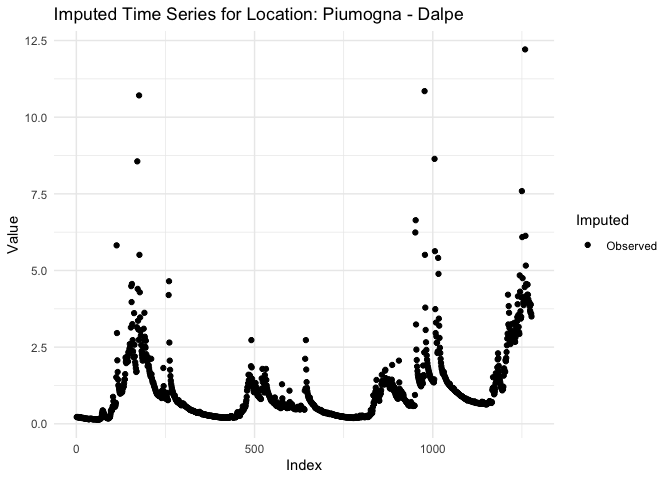 Imputed Time Series for Location: Piumogna - Dalpe
12.5
10.0
7.5
5.0
2.5
0.0
Value
0
500
1000
Index
Imputed
Observed